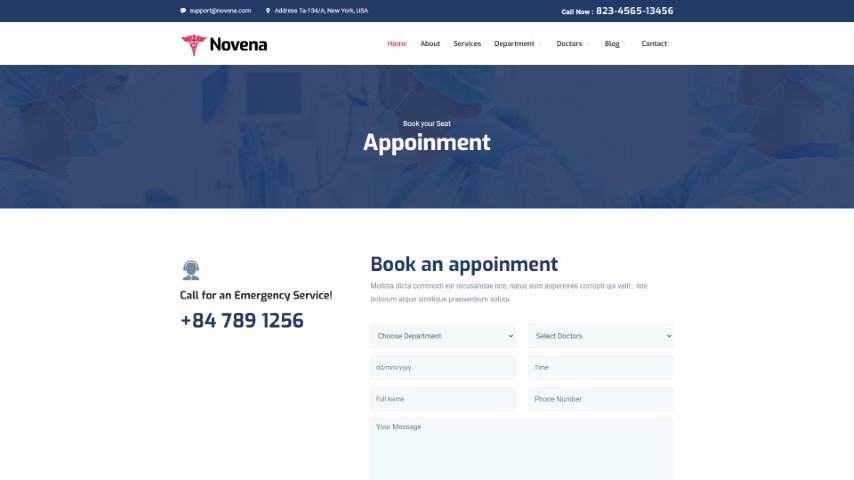 support@novena.com
Address Ta-134/A, New York, USA
Call Now : 823-4565-13456
Novena
Home
About
Services
Department
Doctors
Blog
Contact
Book your Seat
Appoinment
Call for an Emergency Service!
+84 789 1256
Book an appoinment
Mollitia dicta commodi est recusandae iste, natus eum asperiores corrupti qui velit . Iste
dolorum atque similique praesentium soluta.
Choose Department
Select Doctors
dd/mm/yyyy
Time
Full Name
Phone Number
Your Message